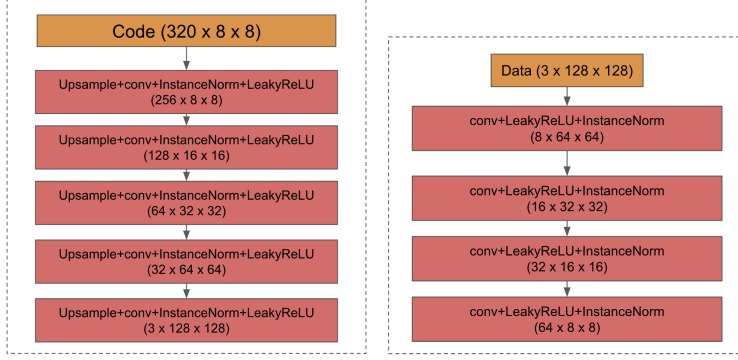 Code (320 x 8 x 8)
Upsample+conv+InstanceNorm+LeakyReLU
(256 x 8 x 8)
Upsample+conv+InstanceNorm+LeakyReLU
(128 x 16 x 16)
Upsample+conv+InstanceNorm+LeakyReLU
(64 x 32 x 32)
Upsample+conv+InstanceNorm+LeakyReLU
(32 x 64 x 64)
Upsample+conv+InstanceNorm+LeakyReLU
(3 x 128 x 128)
Data (3 x 128 x 128)
conv+LeakyReLU+InstanceNorm
(8 x 64 x 64)
conv+LeakyReLU+InstanceNorm
(16 x 32 x 32)
conv+LeakyReLU+InstanceNorm
(32 x 16 x 16)
conv+LeakyReLU+InstanceNorm
(64 x 8 x 8)